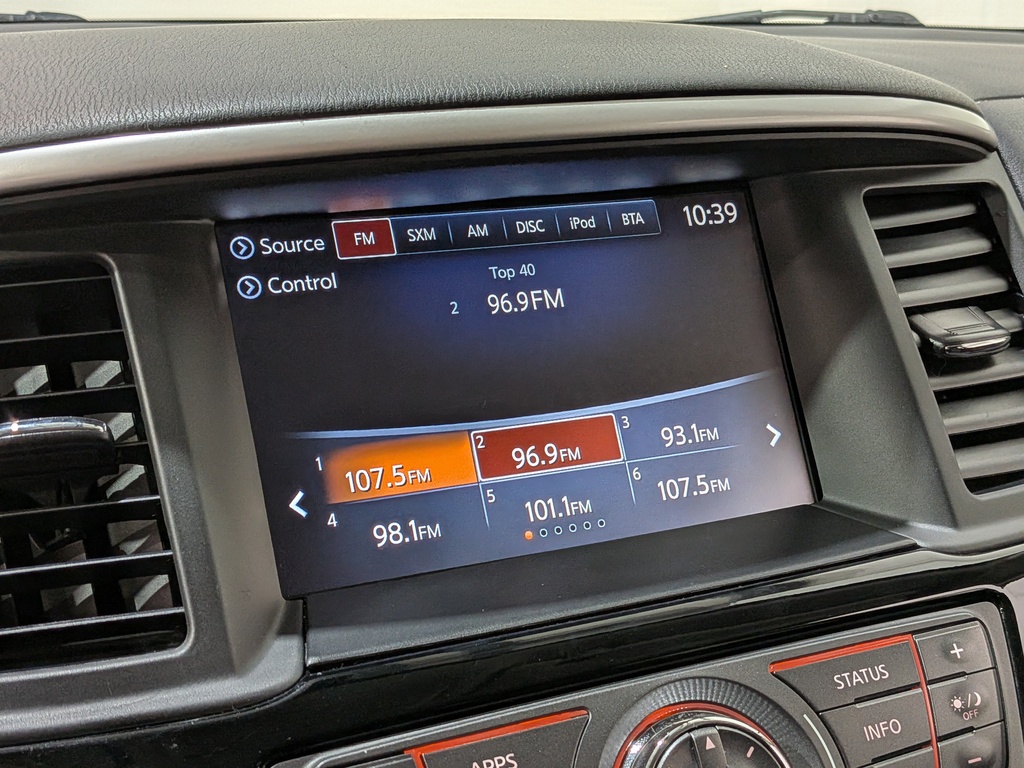 Source FM SXM AM DISC iPod BTA 10:39
Control
Top 40
2 96.9FM
1 107.5FM 2 96.9FM 3 93.1FM
4 98.1FM 5 101.1FM 6 107.5FM
STATUS +
INFO OFF
APPS -